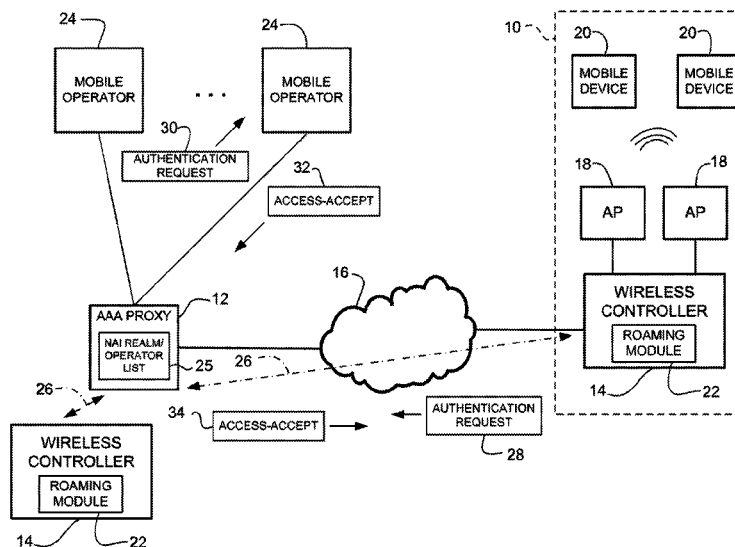 24
24
10
20
20
MOBILE
OPERATOR
. . .
MOBILE
OPERATOR
MOBILE
DEVICE
MOBILE
DEVICE
30
AUTHENTICATION
REQUEST
32
ACCESS-ACCEPT
18
18
AP
AP
16
12
AAA PROXY
NAI REALM/
OPERATOR
LIST
25
26
26
WIRELESS
CONTROLLER
ROAMING
MODULE
14
22
34
ACCESS-ACCEPT
AUTHENTICATION
REQUEST
28
WIRELESS
CONTROLLER
ROAMING
MODULE
14
22